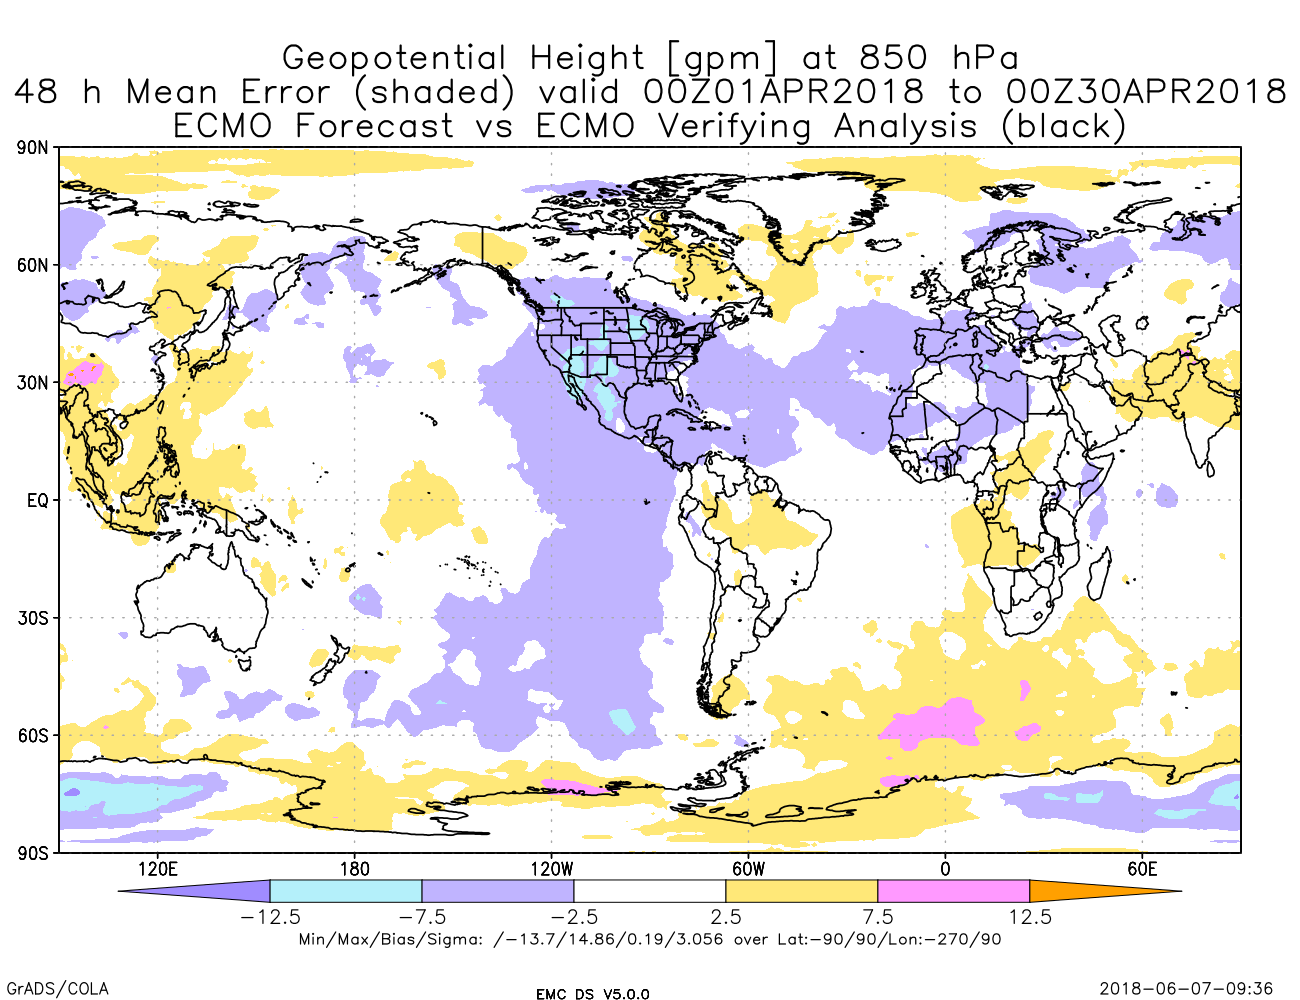 Geopotential Height [gpm] at 850 hPa
48 h Mean Error (shaded) valid 00Z01APR2018 to 00Z30APR2018
ECMO Forecast vs ECMO Verifying Analysis (black)
90N
60N
30N
EQ
30S
60S
90S
120E 180 120W 60W 0 60E
−12.5 −7.5 −2.5 2.5 7.5 12.5
Min/Max/Bias/Sigma: /−13.7/14.86/0.19/3.056 over Lat:−90/90/Lon:−270/90
GrADS/COLA
EMC DS V5.0.0
2018−06−07−09:36